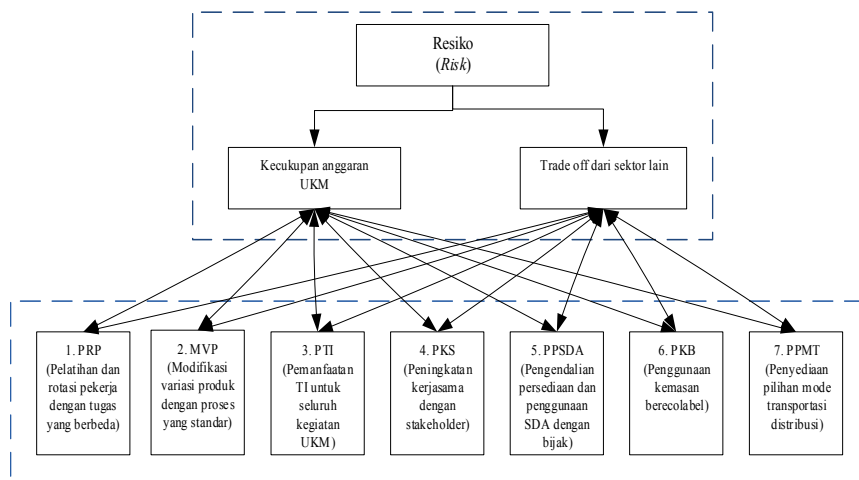 Resiko
(Risk)
Kecukupan anggaran
UKM
Trade off dari sektor lain
1. PRP
(Pelatihan dan
rotasi pekerja
dengan tugas
yang berbeda)
2. MVP
(Modifikasi
variasi produk
dengan proses
yang standar)
3. PTI
(Pemanfaatan
TI untuk
seluruh
kegiatan
UKM)
4. PKS
(Peningkatan
kerjasama
dengan
stakeholder)
5. PPSDA
(Pengendalian
persediaan dan
penggunaan
SDA dengan
bijak)
6. PKB
(Penggunaan
kemasan
berecolabel)
7. PPMT
(Penyediaan
pilihan mode
transportasi
distribusi)